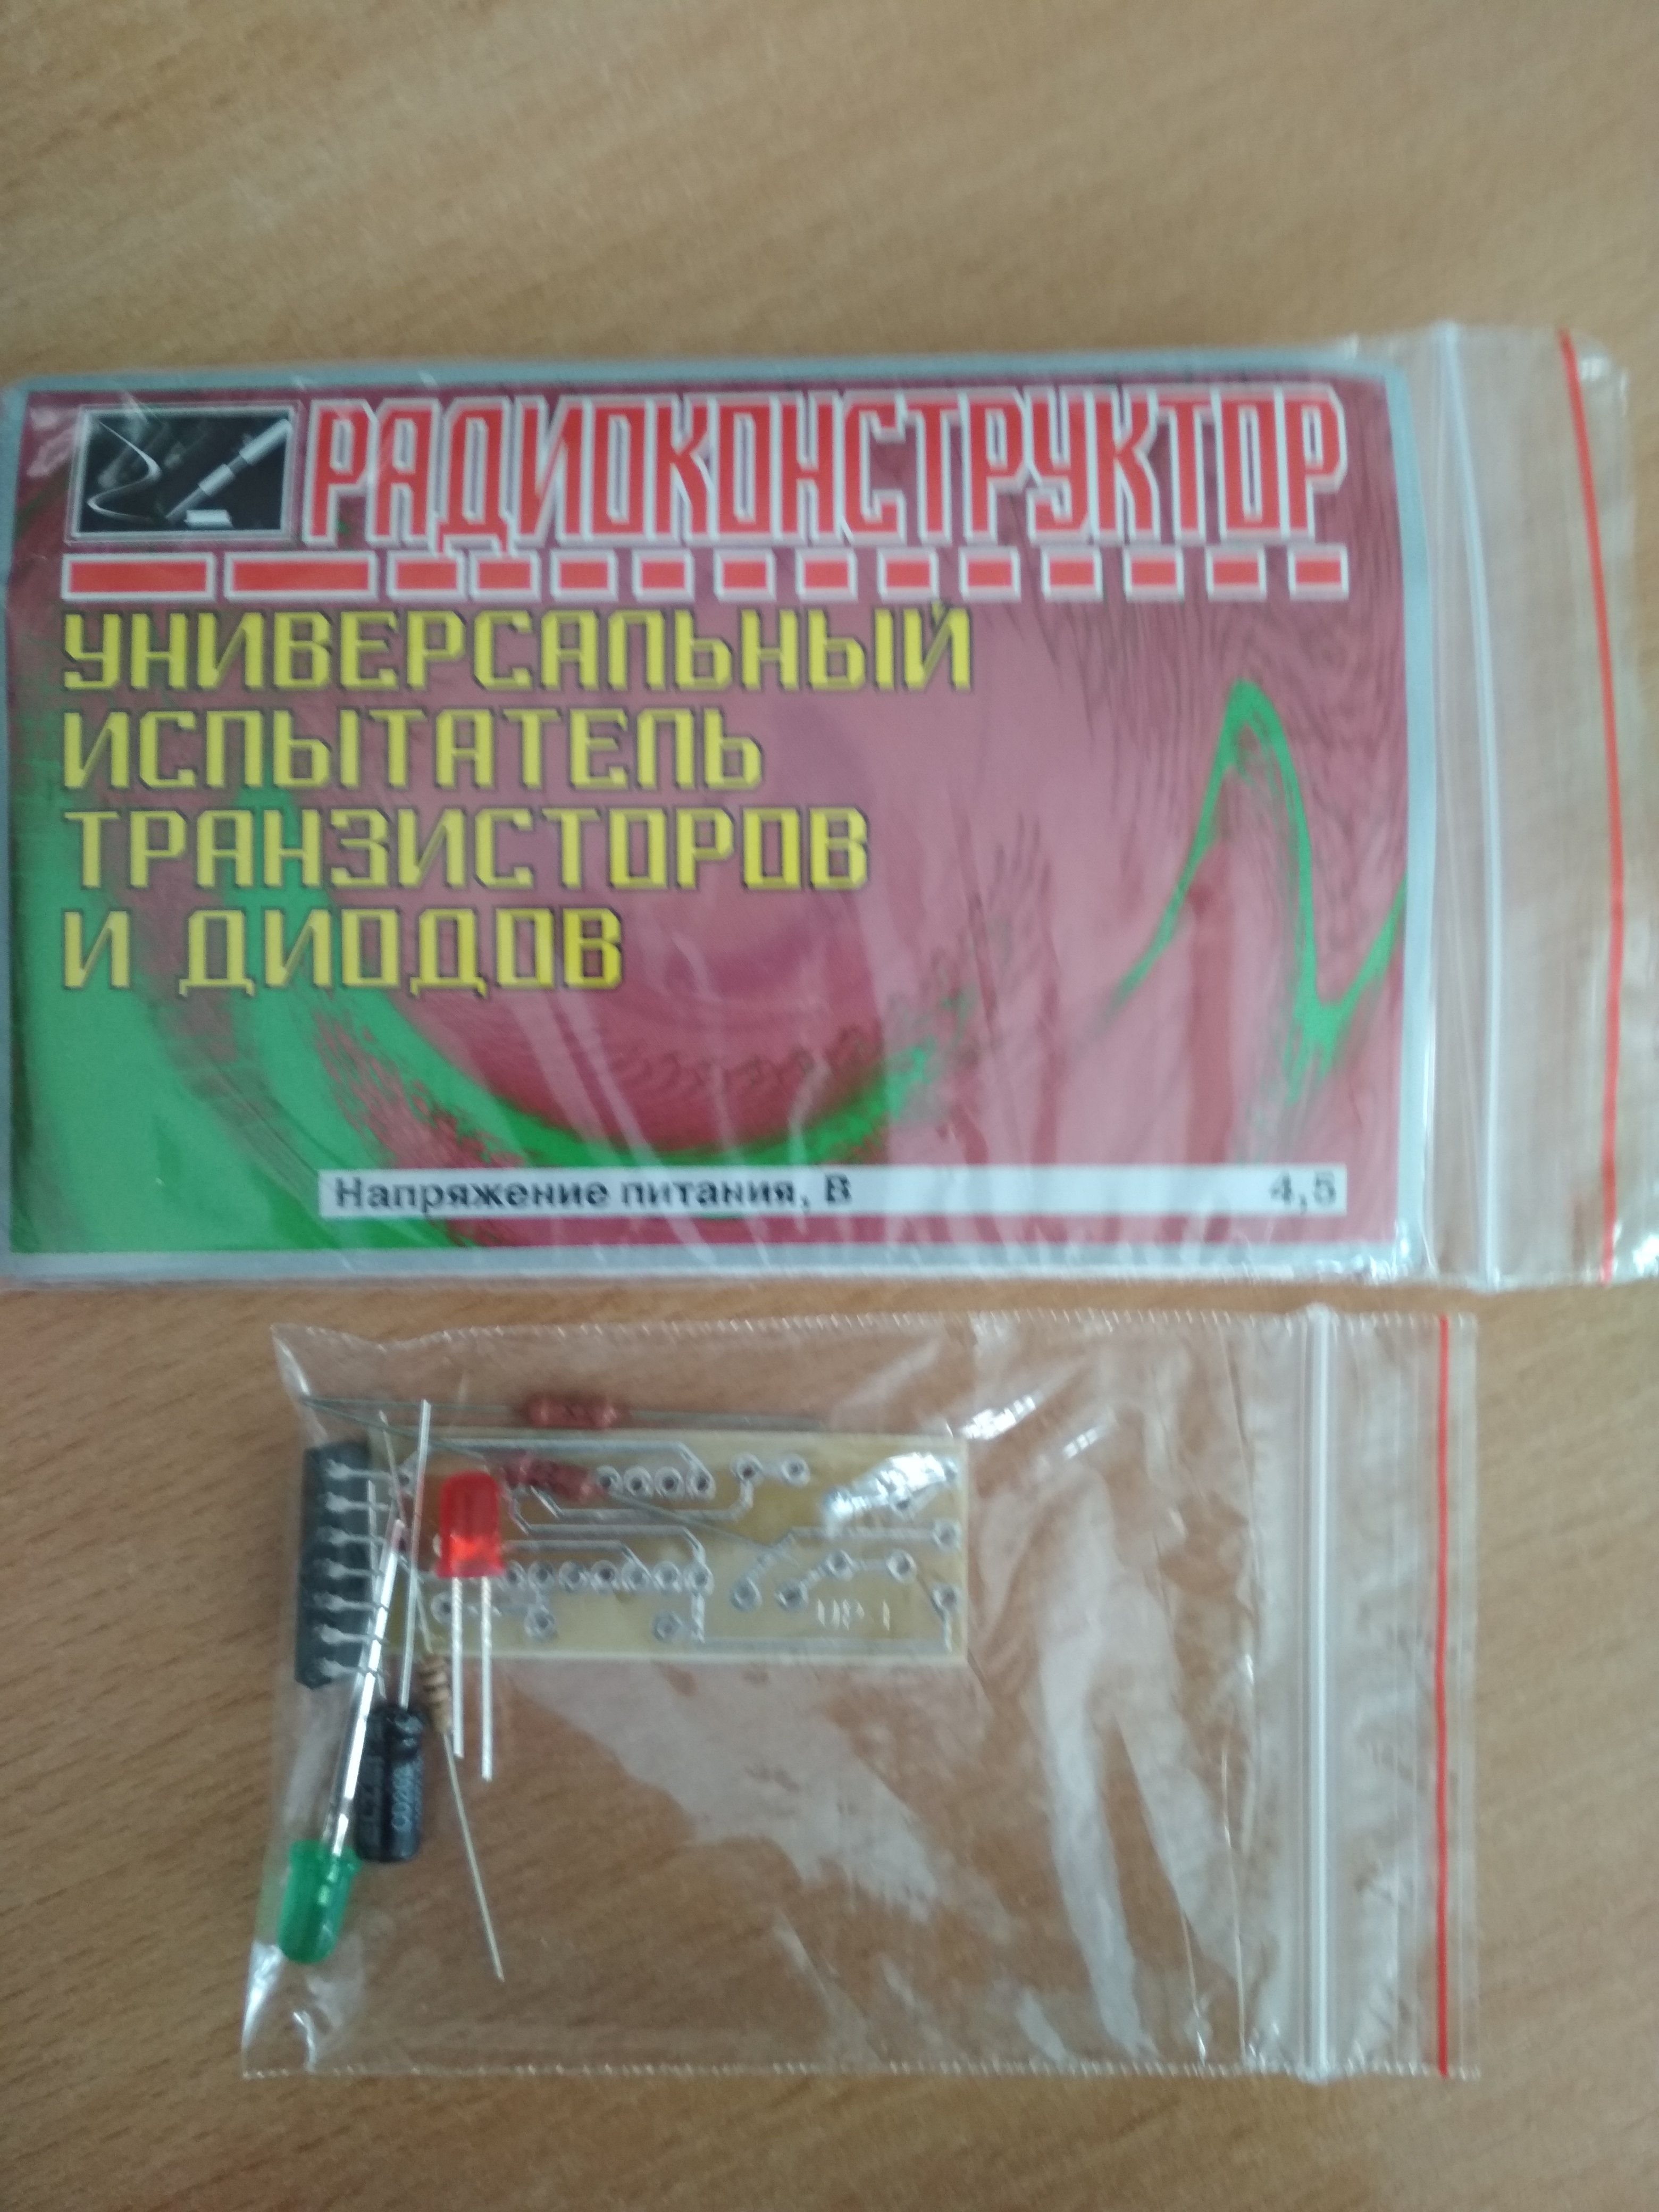 РАДИОКОНСТРУКТОР
УНИВЕРСАЛЬНЫЙ
ИСПЫТАТЕЛЬ
ТРАНЗИСТОРОВ
И ДИОДОВ
Напряжение питания, В 4,5